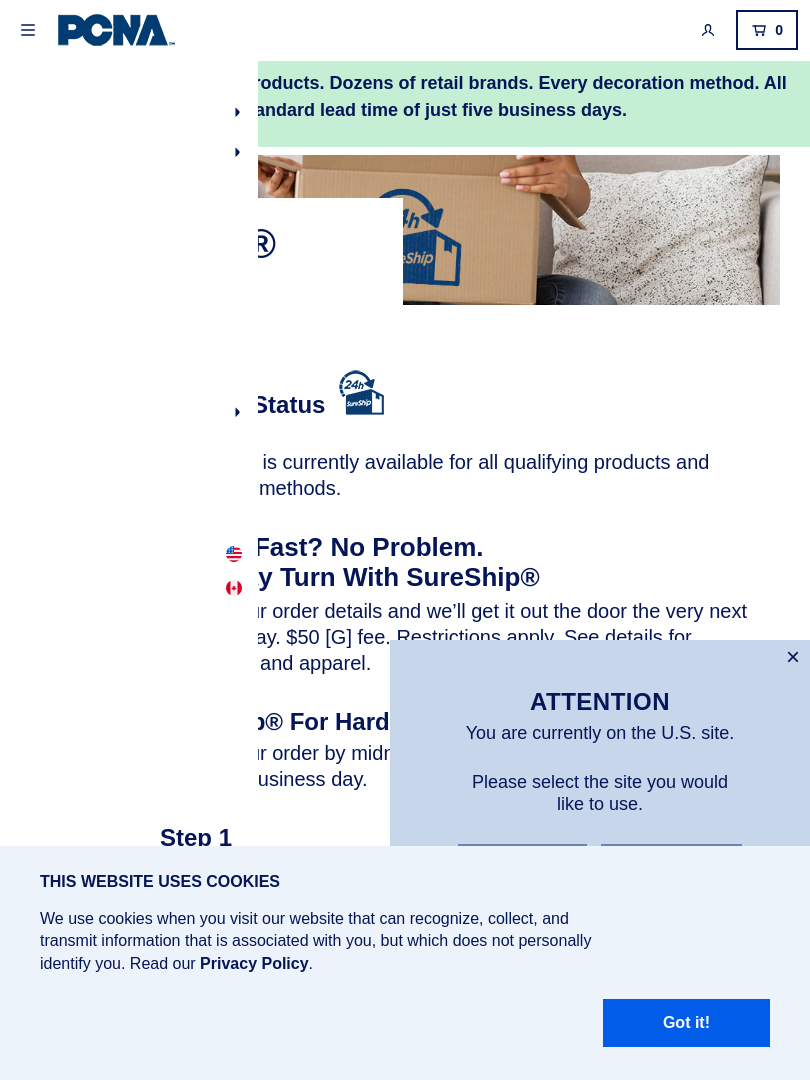 PCNA™
0
roducts. Dozens of retail brands. Every decoration method. All
andard lead time of just five business days.
SureShip
®
Status
24h
SureShip
is currently available for all qualifying products and
methods.
Fast? No Problem.
y Turn With SureShip®
ur order details and we’ll get it out the door the very next
ay. $50 [G] fee. Restrictions apply. See details for
and apparel.
p® For Hard
ur order by midn
usiness day.
Step 1
×
ATTENTION
You are currently on the U.S. site.
Please select the site you would
like to use.
THIS WEBSITE USES COOKIES
We use cookies when you visit our website that can recognize, collect, and
transmit information that is associated with you, but which does not personally
identify you. Read our Privacy Policy.
Got it!